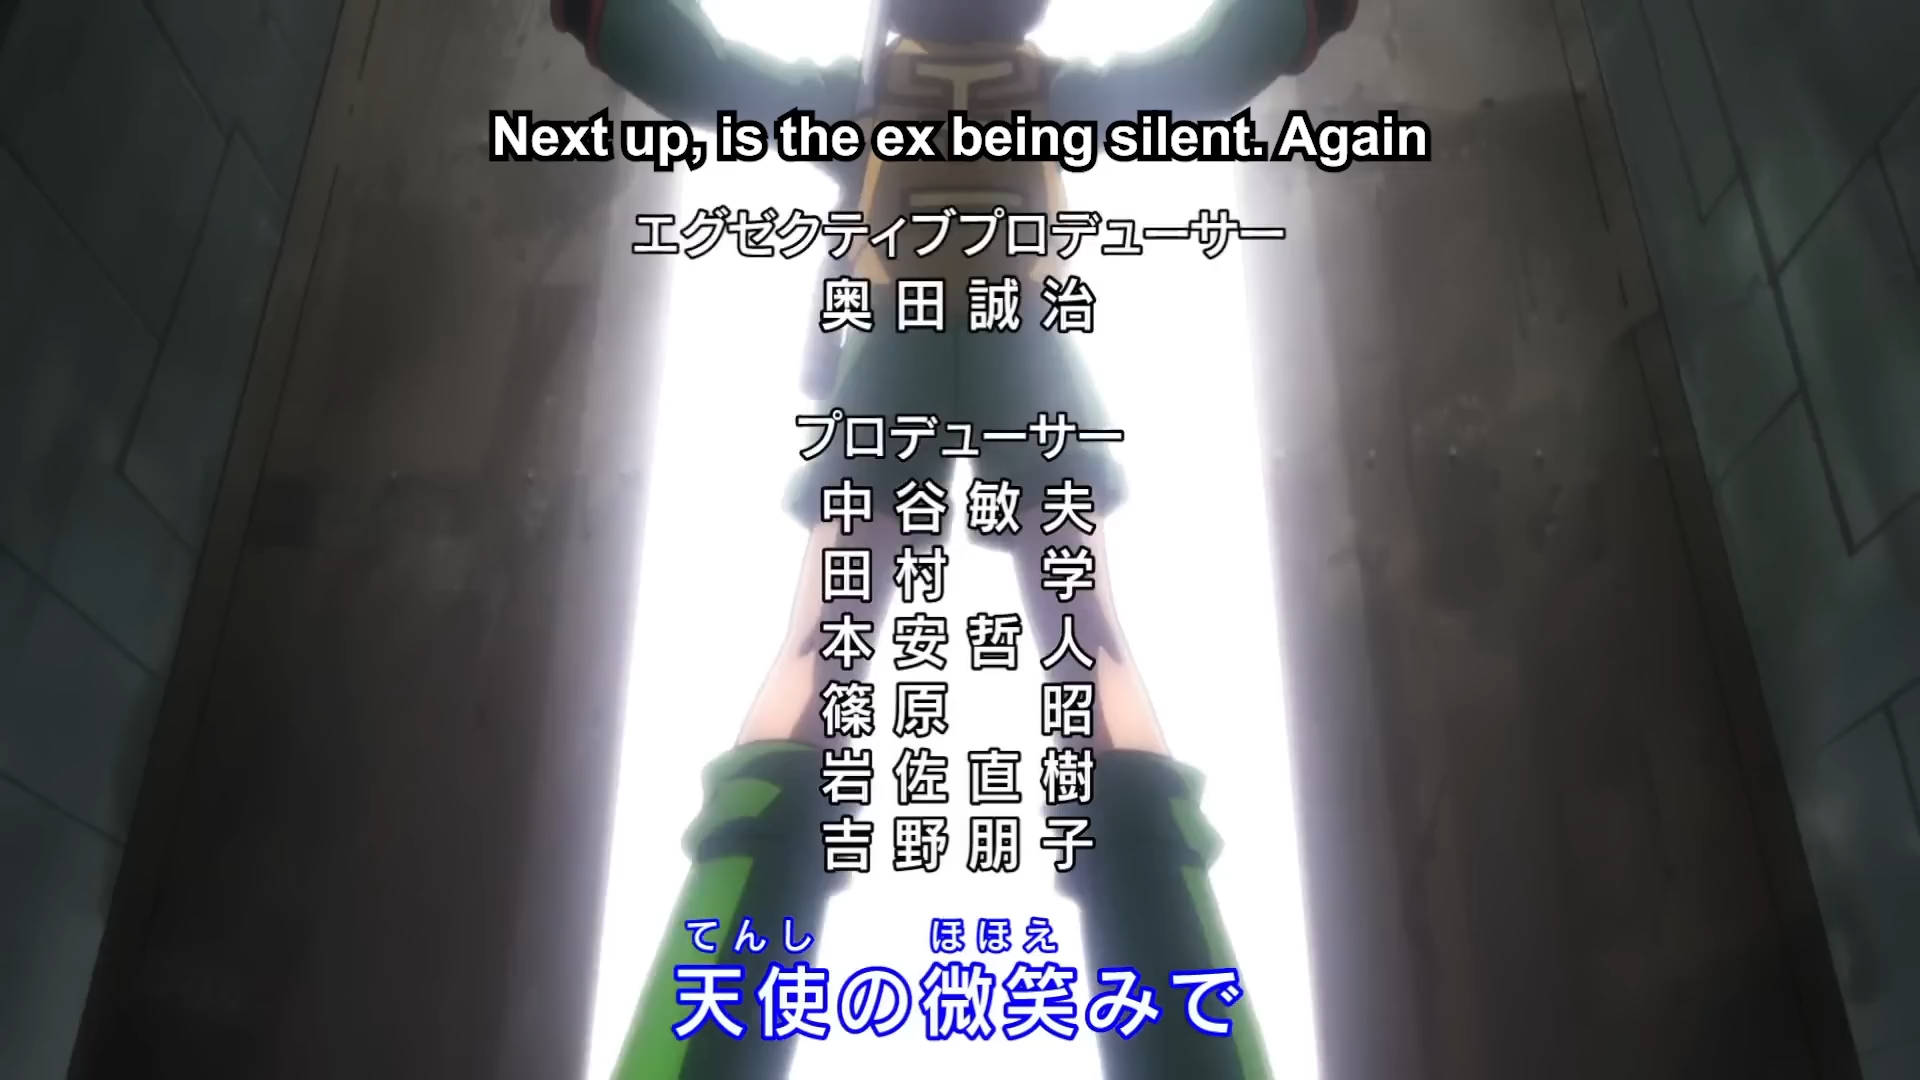 Next up, is the ex being silent. Again
エグゼクティブプロデューサー
奥田誠治
プロデューサー
中谷敏夫
田村 学
本安哲人
篠原 昭
岩佐直樹
吉野朋子
てんし ほほえ
天使の微笑みで